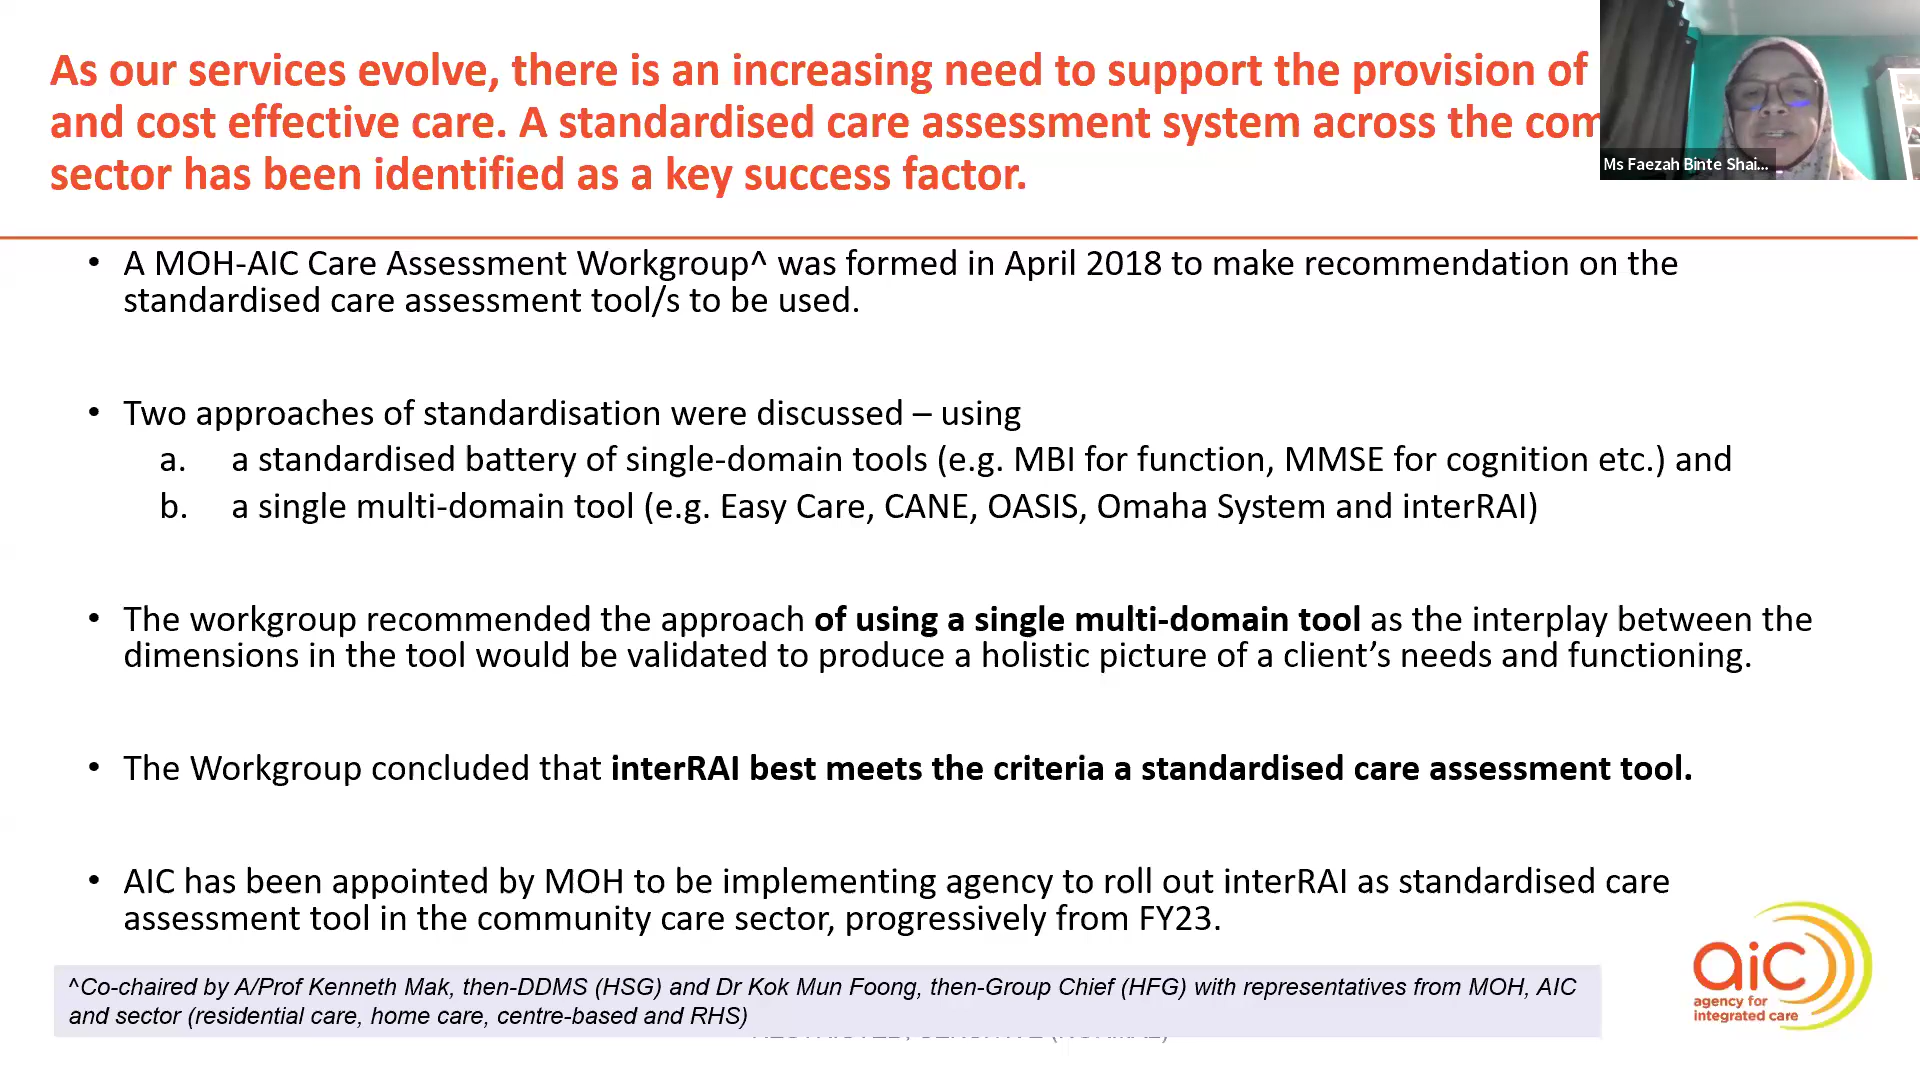 As our services evolve, there is an increasing need to support the provision of
and cost effective care. A standardised care assessment system across the com
sector has been identified as a key success factor.
Ms Faezah Binte Shai...
• A MOH-AIC Care Assessment Workgroup^ was formed in April 2018 to make recommendation on the
standardised care assessment tool/s to be used.
• Two approaches of standardisation were discussed – using
a. a standardised battery of single-domain tools (e.g. MBI for function, MMSE for cognition etc.) and
b. a single multi-domain tool (e.g. Easy Care, CANE, OASIS, Omaha System and interRAI)
• The workgroup recommended the approach of using a single multi-domain tool as the interplay between the
dimensions in the tool would be validated to produce a holistic picture of a client’s needs and functioning.
• The Workgroup concluded that interRAI best meets the criteria a standardised care assessment tool.
• AIC has been appointed by MOH to be implementing agency to roll out interRAI as standardised care
assessment tool in the community care sector, progressively from FY23.
^Co-chaired by A/Prof Kenneth Mak, then-DDMS (HSG) and Dr Kok Mun Foong, then-Group Chief (HFG) with representatives from MOH, AIC
and sector (residential care, home care, centre-based and RHS)
aic
agency for
integrated care